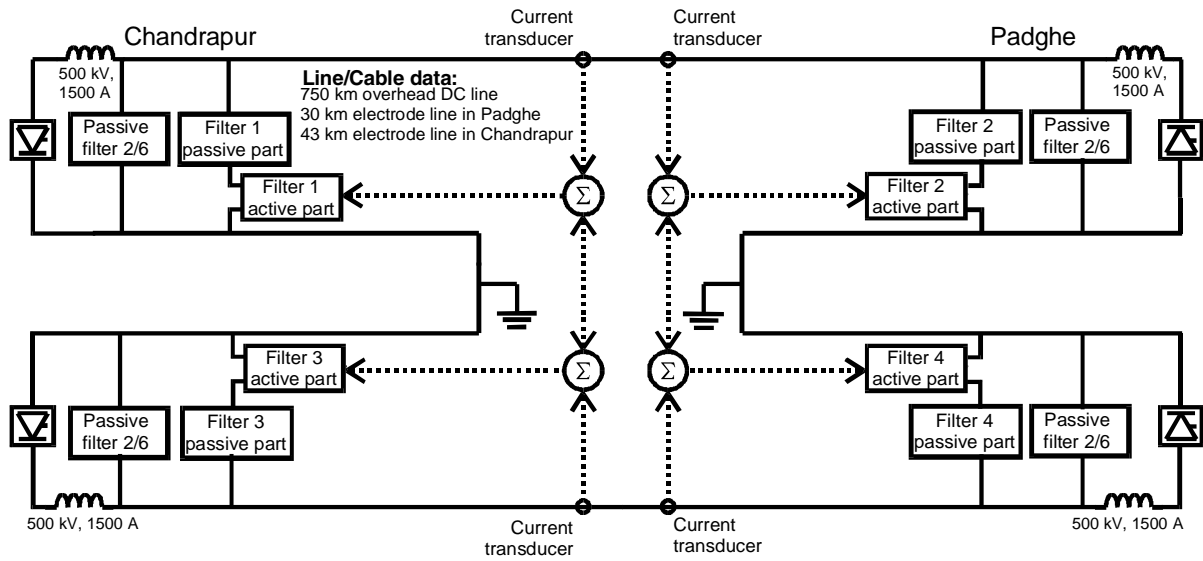 Chandrapur
Current
transducer
Current
transducer
Padghe
500 kV,
1500 A
Line/Cable data:
750 km overhead DC line
30 km electrode line in Padghe
43 km electrode line in Chandrapur
500 kV,
1500 A
Passive
filter 2/6
Filter 1
passive part
Filter 2
passive part
Passive
filter 2/6
Filter 1
active part
Σ
Σ
Filter 2
active part
Filter 3
active part
Σ
Σ
Filter 4
active part
Passive
filter 2/6
Filter 3
passive part
Filter 4
passive part
Passive
filter 2/6
500 kV, 1500 A
Current
transducer
Current
transducer
500 kV, 1500 A